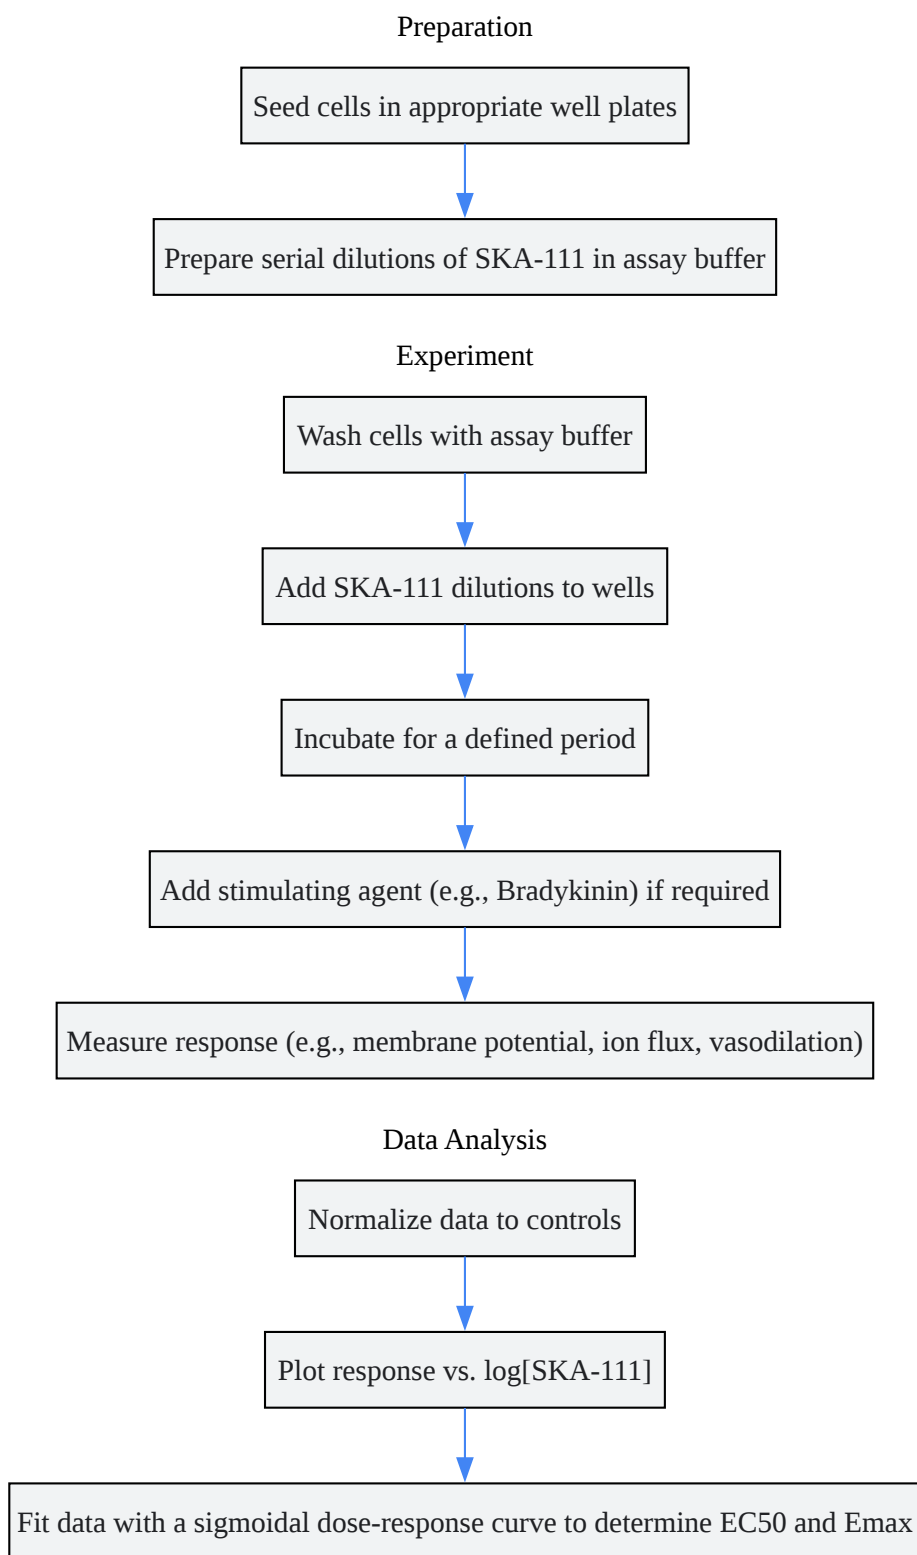 Preparation
Seed cells in appropriate well plates
Prepare serial dilutions of SKA-111 in assay buffer
Experiment
Wash cells with assay buffer
Add SKA-111 dilutions to wells
Incubate for a defined period
Add stimulating agent (e.g., Bradykinin) if required
Measure response (e.g., membrane potential, ion flux, vasodilation)
Data Analysis
Normalize data to controls
Plot response vs. log[SKA-111]
Fit data with a sigmoidal dose-response curve to determine EC50 and Emax